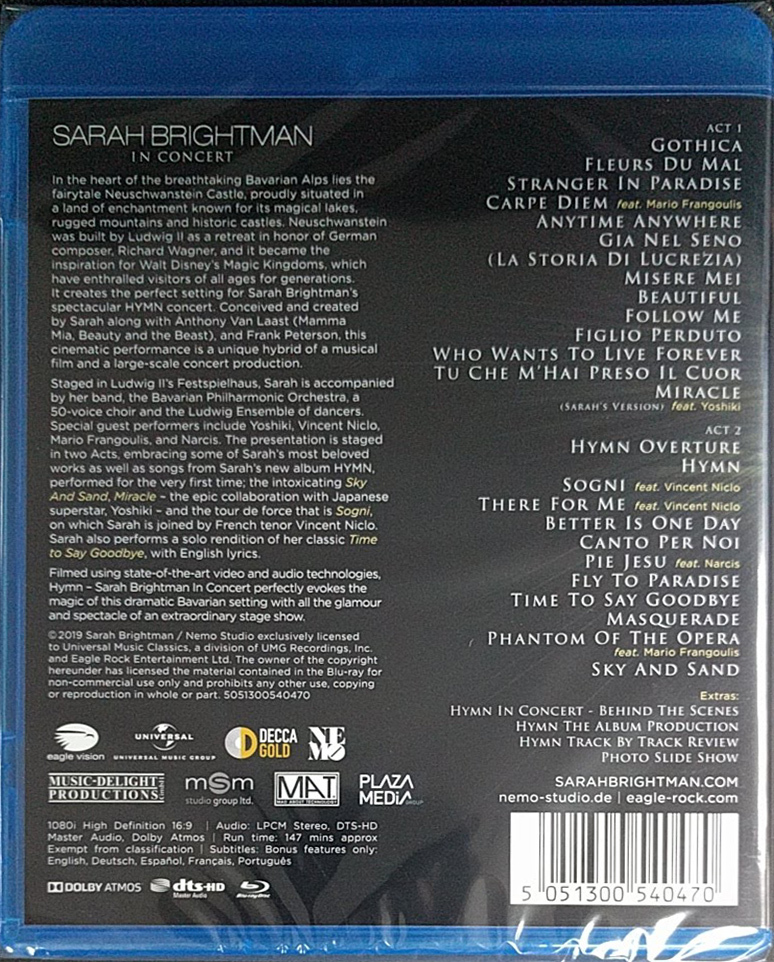 SARAH BRIGHTMAN
IN CONCERT
In the heart of the breathtaking Bavarian Alps lies the
fairytale Neuschwanstein Castle, proudly situated in
a land of enchantment known for its magical lakes,
rugged mountains and historic castles. Neuschwanstein
was built by Ludwig II as a retreat in honor of German
composer, Richard Wagner, and it became the
inspiration for Walt Disney's Magic Kingdoms, which
have enthralled visitors of all ages for generations.
It creates the perfect setting for Sarah Brightman's
spectacular HYMN concert. Conceived and created
by Sarah along with Anthony Van Laast (Mamma
Mia, Beauty and the Beast), and Frank Peterson, this
cinematic performance is a unique hybrid of a musical
film and a large-scale concert production.
Staged in Ludwig II's Festspielhaus, Sarah is accompanied
by her band, the Bavarian Philharmonic Orchestra, a
50-voice choir and the Ludwig Ensemble of dancers.
Special guest performers include Yoshiki, Vincent Niclo,
Mario Frangoulis, and Narcis. The presentation is staged
in two Acts, embracing some of Sarah's most beloved
works as well as songs from Sarah's new album HYMN,
performed for the very first time; the intoxicating Sky
And Sand, Miracle – the epic collaboration with Japanese
superstar, Yoshiki – and the tour de force that is Sogni,
on which Sarah is joined by French tenor Vincent Niclo.
Sarah also performs a solo rendition of her classic Time
to Say Goodbye, with English lyrics.
Filmed using state-of-the-art video and audio technologies,
Hymn – Sarah Brightman In Concert perfectly evokes the
magic of this dramatic Bavarian setting with all the glamour
and spectacle of an extraordinary stage show.
©2019 Sarah Brightman / Nemo Studio exclusively licensed
to Universal Music Classics, a division of UMG Recordings, Inc.
and Eagle Rock Entertainment Ltd. The owner of the copyright
hereunder has licensed the material contained in the Blu-ray for
non-commercial use only and prohibits any other use, copying
or reproduction in whole or part. 5051300540470
eagle vision
UNIVERSAL
UNIVERSAL MUSIC GROUP
DECCA
GOLD
NE
MO
MUSIC-DELIGHT
PRODUCTIONS GmbH
msm
studio group ltd.
MAT
MAD ABOUT TECHNOLOGY
PLAZA
MEDIA GROUP
1080i High Definition 16:9 | Audio: LPCM Stereo, DTS-HD
Master Audio, Dolby Atmos | Run time: 147 mins approx
Exempt from classification | Subtitles: Bonus features only:
English, Deutsch, Español, Français, Português
DOLBY ATMOS
dts-HD
Master Audio
Blu-ray Disc
ACT 1
GOTHICA
FLEURS DU MAL
STRANGER IN PARADISE
CARPE DIEM feat. Mario Frangoulis
ANYTIME ANYWHERE
GIA NEL SENO
(LA STORIA DI LUCREZIA)
MISERE MEI
BEAUTIFUL
FOLLOW ME
FIGLIO PERDUTO
WHO WANTS TO LIVE FOREVER
TU CHE M'HAI PRESO IL CUOR
MIRACLE
(SARAH'S VERSION) feat. Yoshiki
ACT 2
HYMN OVERTURE
HYMN
SOGNI feat. Vincent Niclo
THERE FOR ME feat. Vincent Niclo
BETTER IS ONE DAY
CANTO PER NOI
PIE JESU feat. Narcis
FLY TO PARADISE
TIME TO SAY GOODBYE
MASQUERADE
PHANTOM OF THE OPERA
feat. Mario Frangoulis
SKY AND SAND
Extras:
HYMN IN CONCERT - BEHIND THE SCENES
HYMN THE ALBUM PRODUCTION
HYMN TRACK BY TRACK REVIEW
PHOTO SLIDE SHOW
SARAHBRIGHTMAN.COM
nemo-studio.de | eagle-rock.com
5 051300 540470